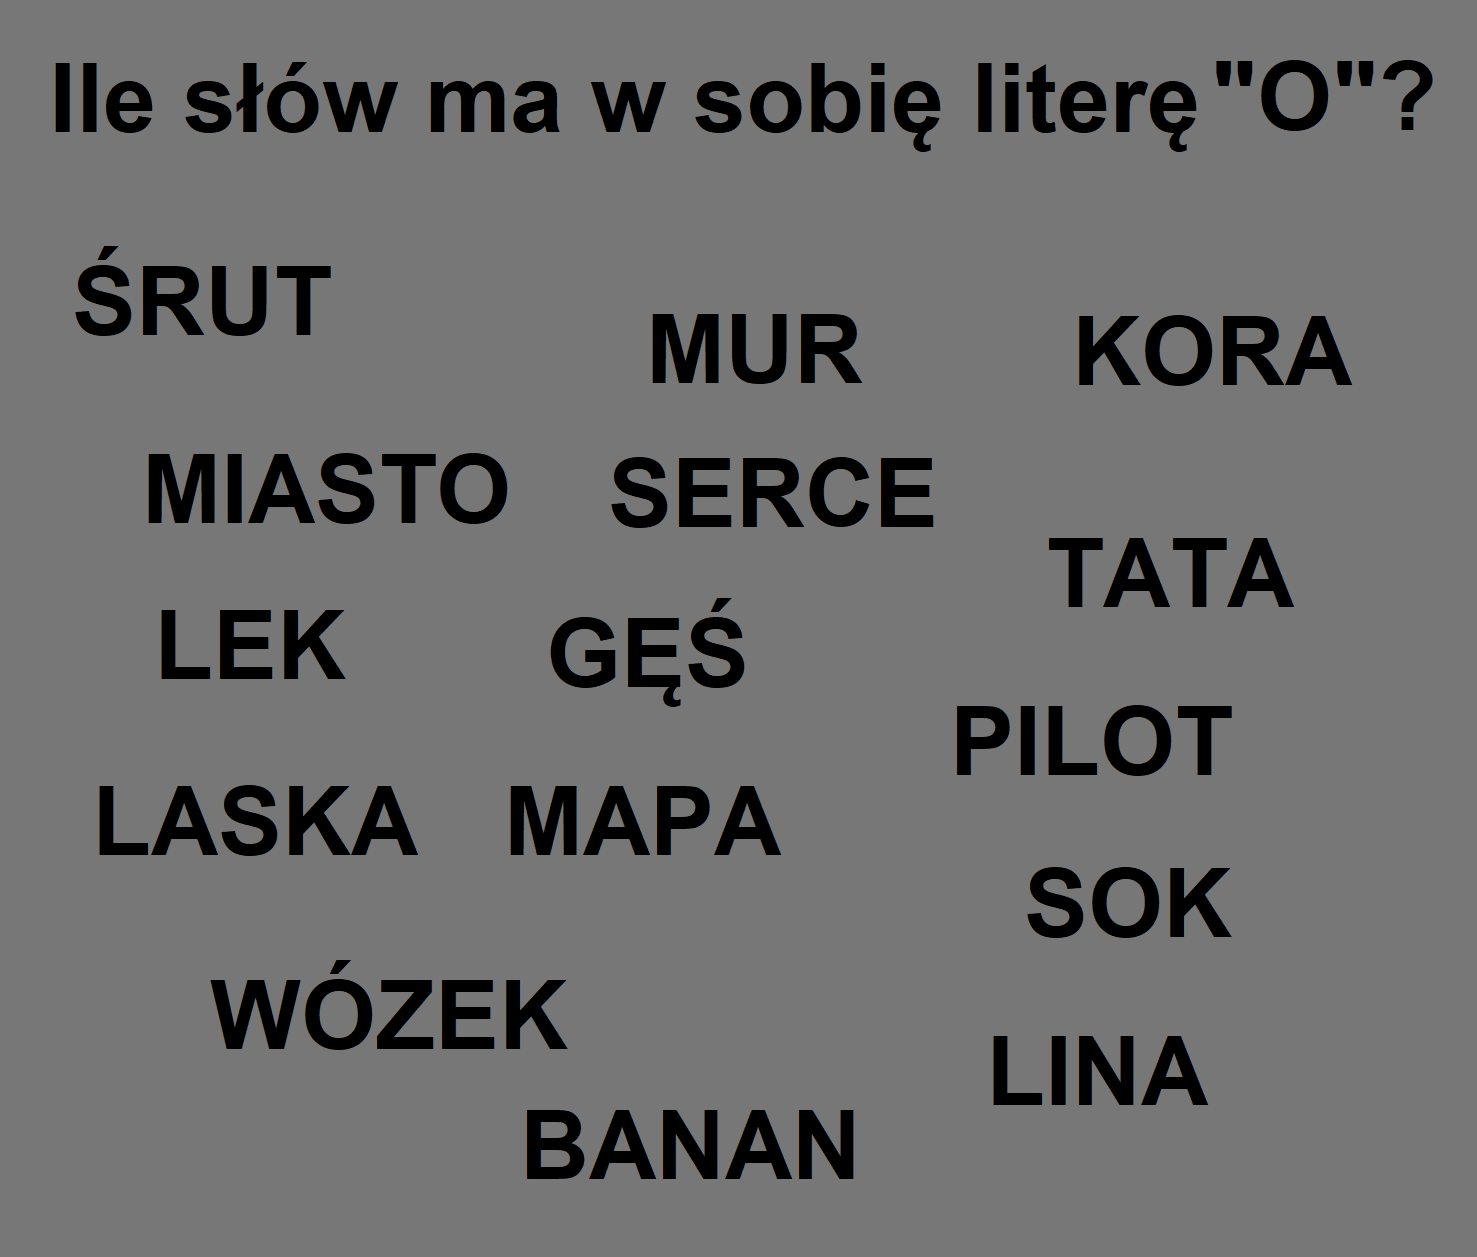 Ile słów ma w sobię literę "O"?
ŚRUT
MUR
KORA
MIASTO
SERCE
TATA
LEK
GĘŚ
PILOT
LASKA
MAPA
SOK
WÓZEK
LINA
BANAN